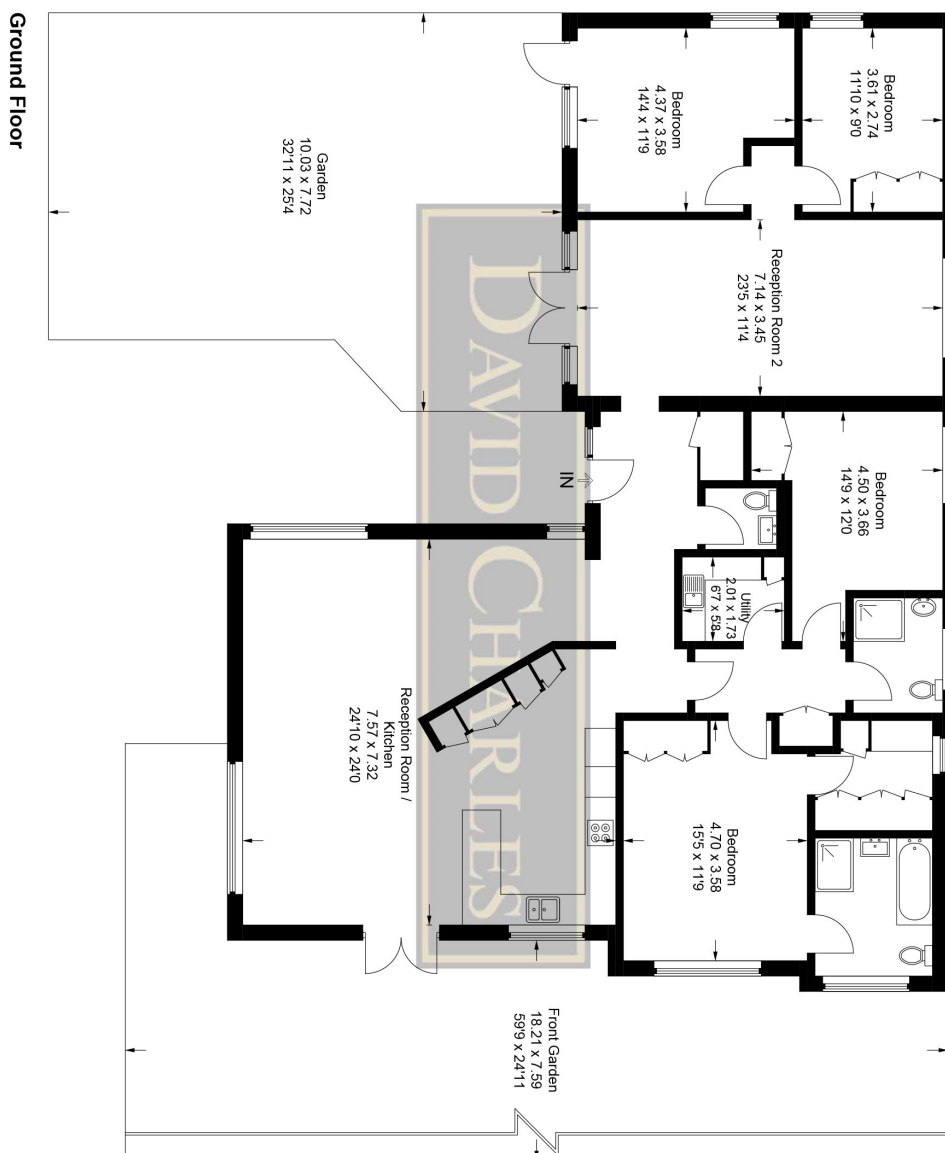 Ground Floor
Garden
10.03 x 7.72
32'11 x 25'4
Bedroom
4.37 x 3.58
14'4 x 11'9
Bedroom
3.61 x 2.74
11'10 x 9'0
Reception Room 2
7.14 x 3.45
23'5 x 11'4
IN
Bedroom
4.50 x 3.66
14'9 x 12'0
Utility
2.01 x 1.73
6'7 x 5'8
Reception Room /
Kitchen
7.57 x 7.32
24'10 x 24'0
Bedroom
4.70 x 3.58
15'5 x 11'9
Front Garden
18.21 x 7.59
59'9 x 24'11
DAVID CHARLES